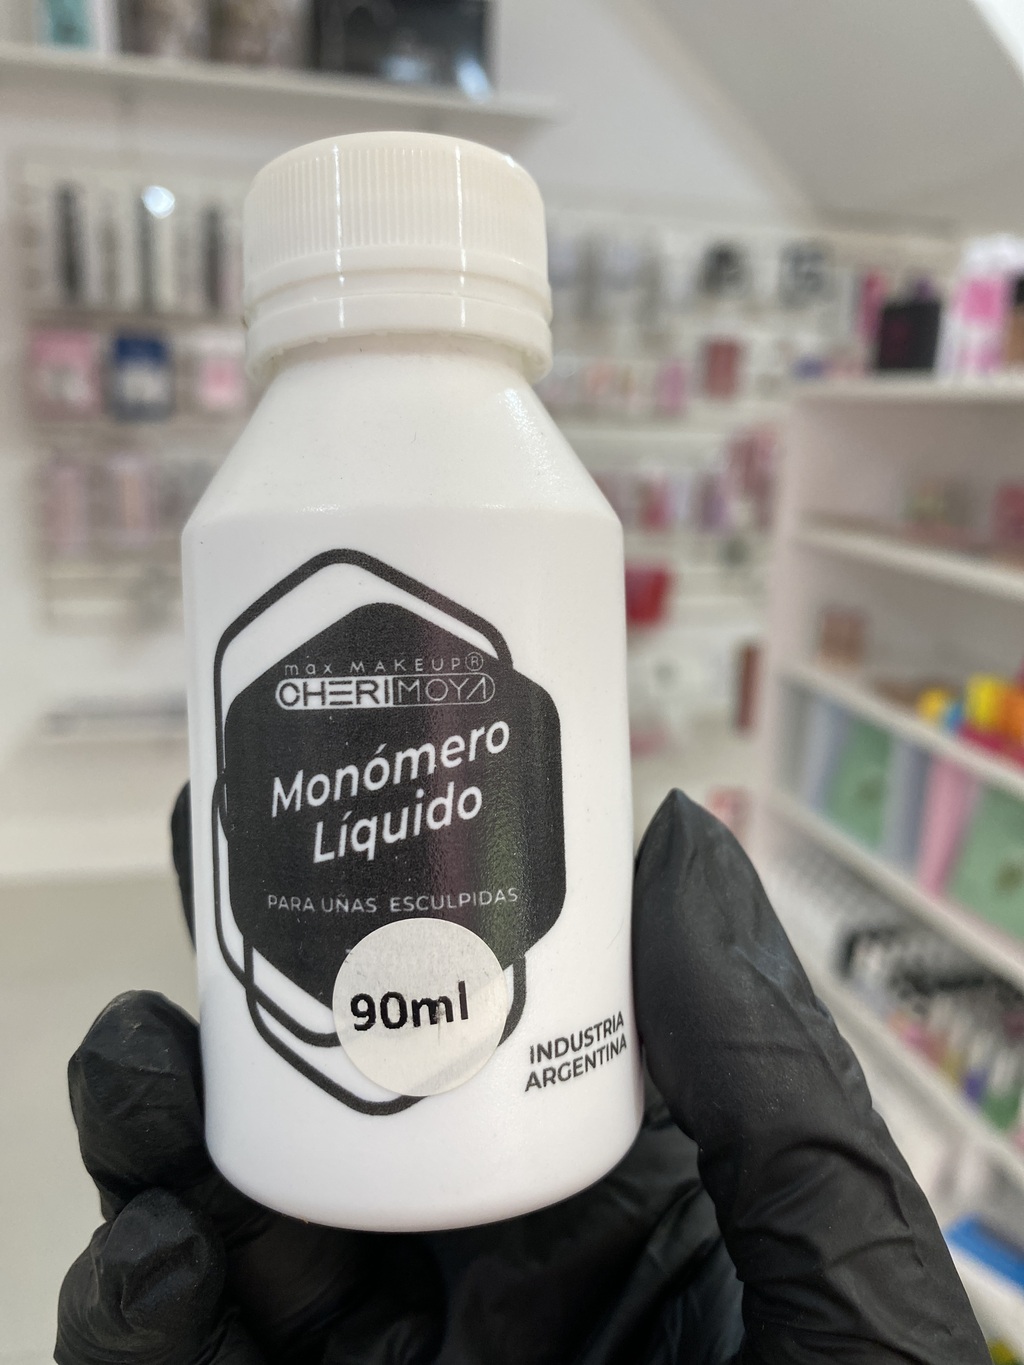 max MAKEUP®
CHERIMOYA
Monómero
Líquido
PARA UÑAS ESCULPIDAS
90ml
INDUSTRIA
ARGENTINA